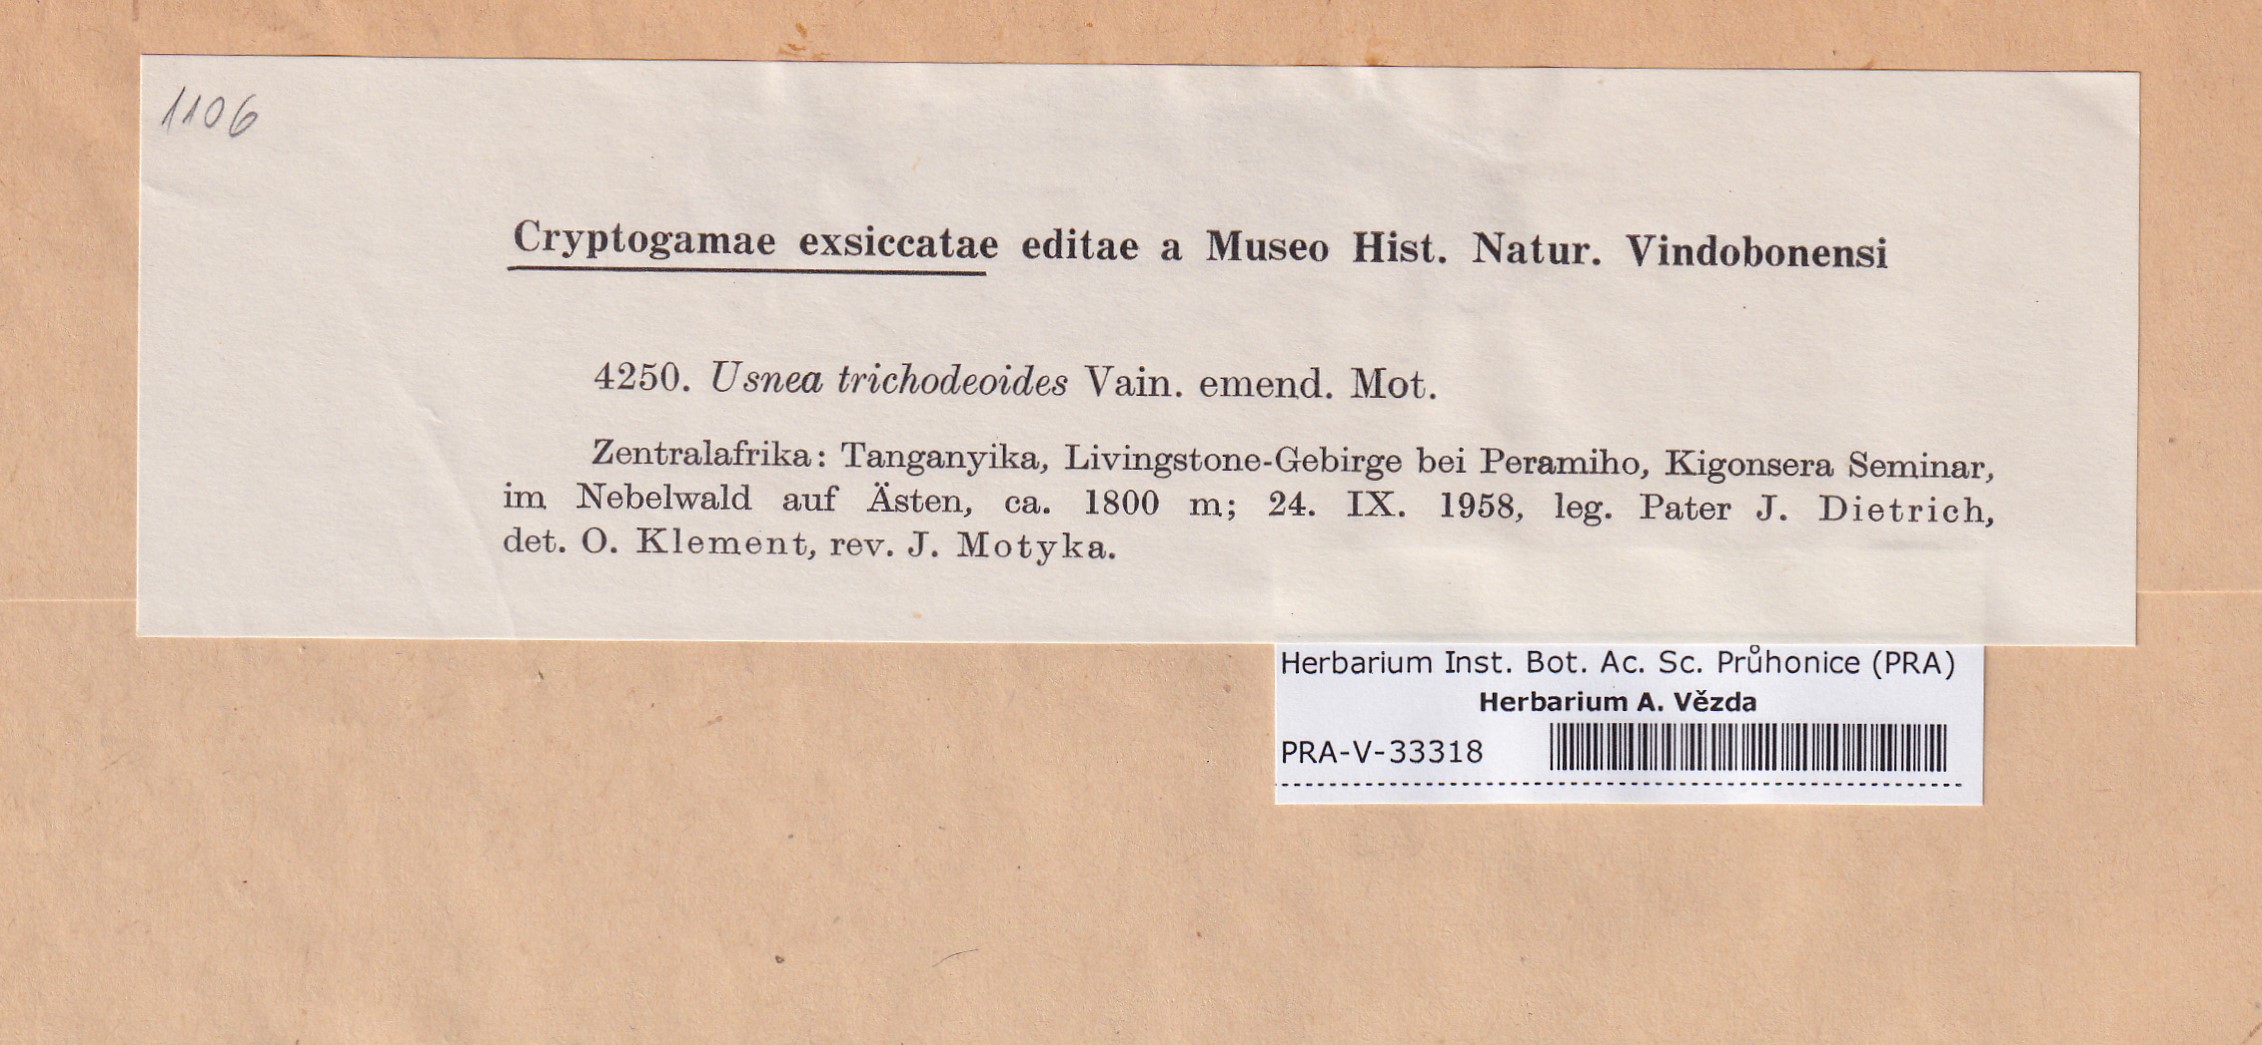 1106
Cryptogamae exsiccatae editae a Museo Hist. Natur. Vindobonensi
4250. Usnea trichodeoides Vain. emend. Mot.
Zentralafrika: Tanganyika, Livingstone-Gebirge bei Peramiho, Kigonsera Seminar,
im Nebelwald auf Ästen, ca. 1800 m; 24. IX. 1958, leg. Pater J. Dietrich,
det. O. Klement, rev. J. Motyka.
Herbarium Inst. Bot. Ac. Sc. Průhonice (PRA)
Herbarium A. Vězda
PRA-V-33318